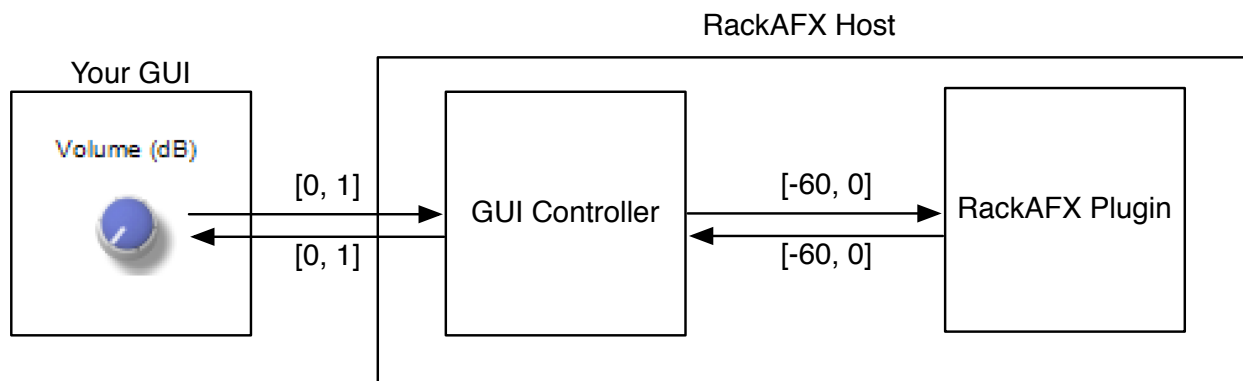 RackAFX Host
Your GUI
Volume (dB)
[0, 1]
[0, 1]
GUI Controller
[-60, 0]
[-60, 0]
RackAFX Plugin